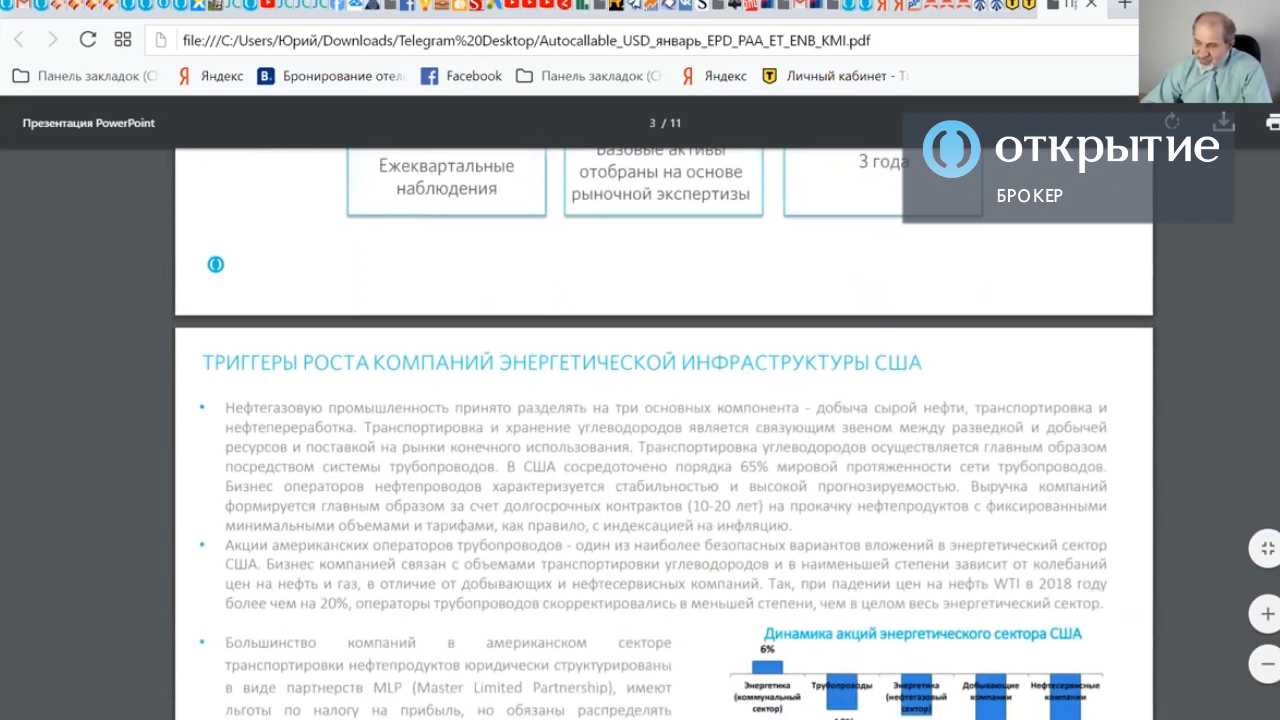 file:///C:/Users/Юрий/Downloads/Telegram%20Desktop/Autocallable_USD_январь_EPD_PAA_ET_ENB_KMI.pdf
Панель закладок (Cl
Яндекс
Бронирование отел
Facebook
Панель закладок (Cl
Яндекс
Личный кабинет - Ti
Презентация PowerPoint
3 / 11
открытие
БРОКЕР
Ежеквартальные
наблюдения
Базовые активы
отобраны на основе
рыночной экспертизы
3 года
ТРИГГЕРЫ РОСТА КОМПАНИЙ ЭНЕРГЕТИЧЕСКОЙ ИНФРАСТРУКТУРЫ США
• Нефтегазовую промышленность принято разделять на три основных компонента - добыча сырой нефти, транспортировка и
нефтепереработка. Транспортировка и хранение углеводородов является связующим звеном между разведкой и добычей
ресурсов и поставкой на рынки конечного использования. Транспортировка углеводородов осуществляется главным образом
посредством системы трубопроводов. В США сосредоточено порядка 65% мировой протяженности сети трубопроводов.
Бизнес операторов нефтепроводов характеризуется стабильностью и высокой прогнозируемостью. Выручка компаний
формируется главным образом за счет долгосрочных контрактов (10-20 лет) на прокачку нефтепродуктов с фиксированными
минимальными объемами и тарифами, как правило, с индексацией на инфляцию.
• Акции американских операторов трубопроводов - один из наиболее безопасных вариантов вложений в энергетический сектор
США. Бизнес компаний связан с объемами транспортировки углеводородов и в наименьшей степени зависит от колебаний
цен на нефть и газ, в отличие от добывающих и нефтесервисных компаний. Так, при падении цен на нефть WTI в 2018 году
более чем на 20%, операторы трубопроводов скорректировались в меньшей степени, чем в целом весь энергетический сектор.
• Большинство компаний в американском секторе
транспортировки нефтепродуктов юридически структурированы
в виде партнерств MLP (Master Limited Partnership), имеют
льготы по налогу на прибыль, но обязаны распределять
Динамика акций энергетического сектора США
6%
Энергетика
(коммунальный
сектор)
Трубопроводы
Энергетика
(нефтегазовый
сектор)
Добывающие
компании
Нефтесервисные
компании